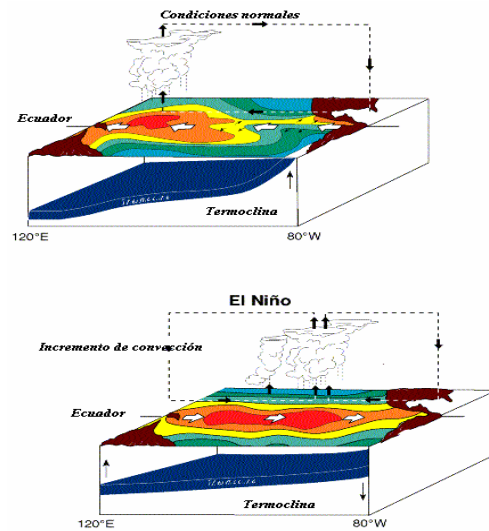 Condiciones normales
Ecuador
Termoclina
120°E
80°W
El Niño
Incremento de convección
Ecuador
Termoclina
120°E
80°W